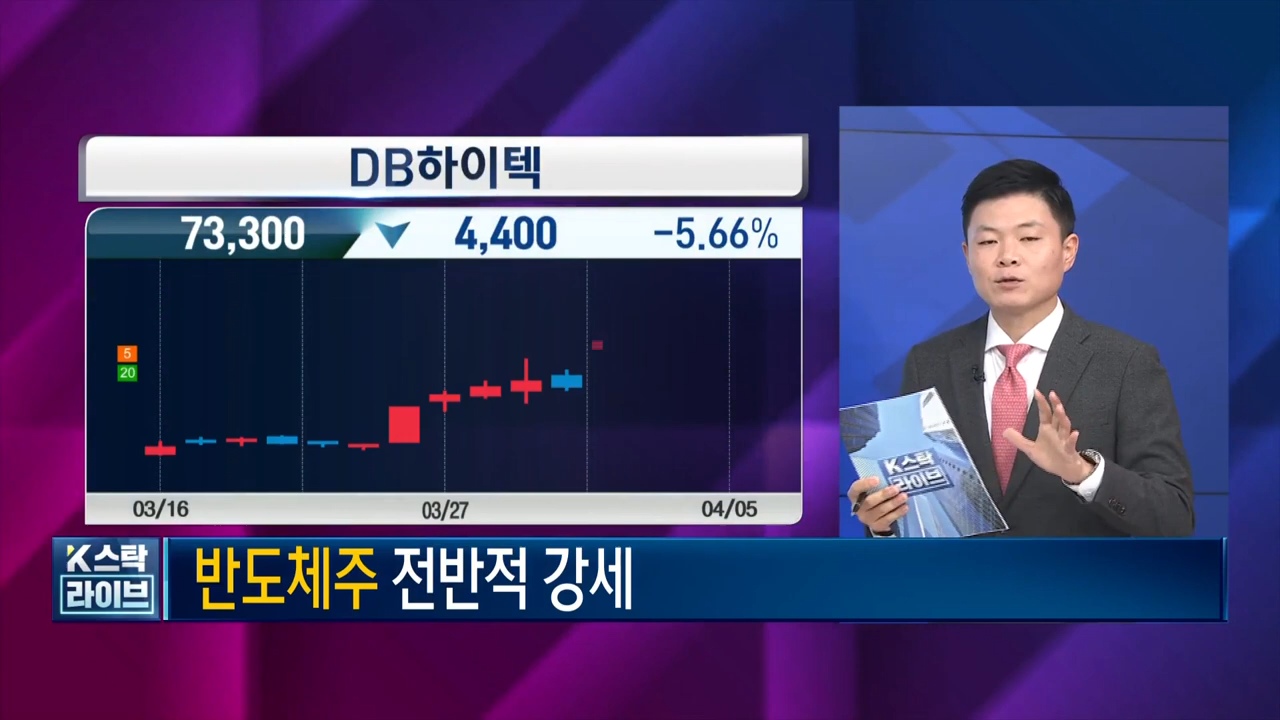 DB하이텍
73,300 ▼ 4,400 -5.66%
5
20
03/16 03/27 04/05
K스탁
라이브
K스탁
라이브
반도체주 전반적 강세